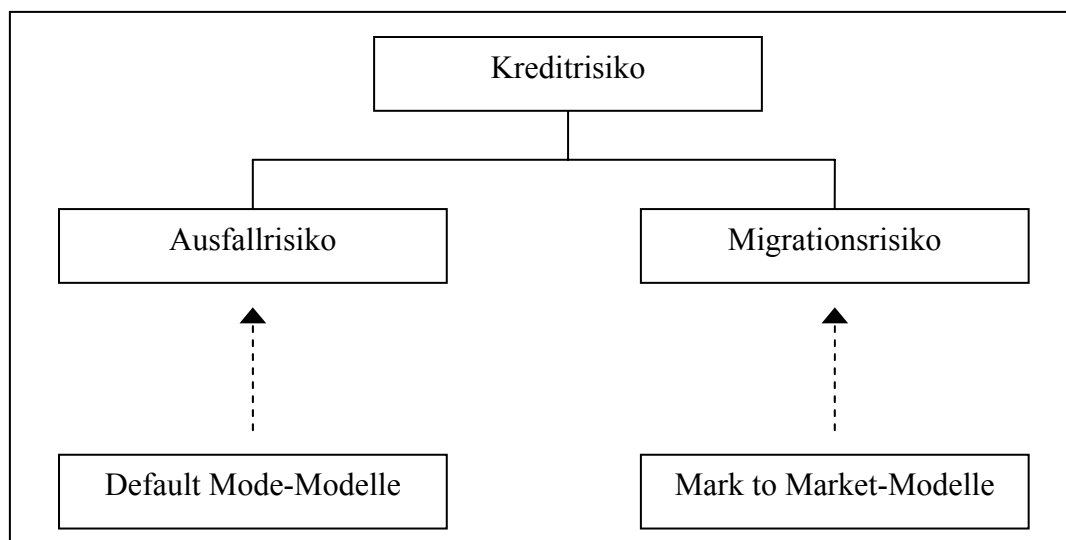 Kreditrisiko
Ausfallrisiko
Migrationsrisiko
Default Mode-Modelle
Mark to Market-Modelle